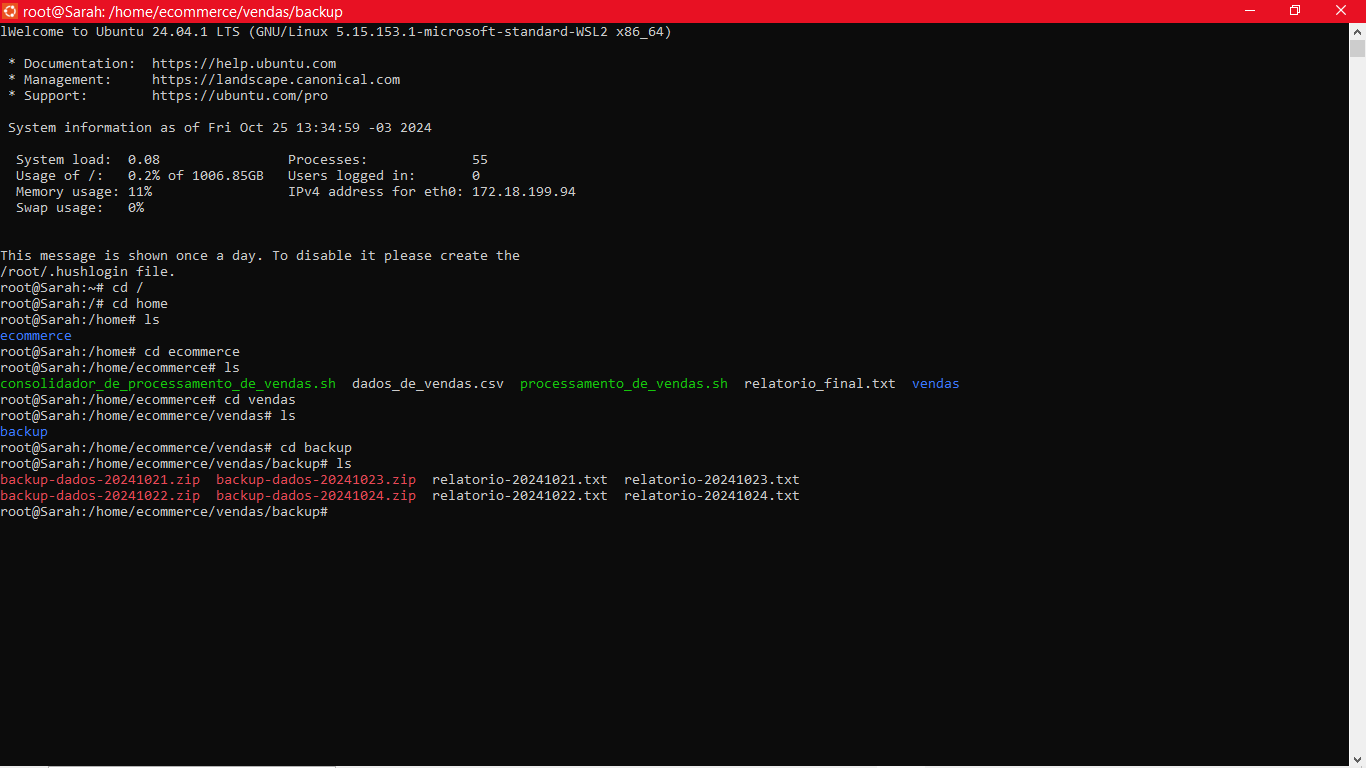 root@Sarah: /home/ecommerce/vendas/backup
lWelcome to Ubuntu 24.04.1 LTS (GNU/Linux 5.15.153.1-microsoft-standard-WSL2 x86_64)
* Documentation:  https://help.ubuntu.com
* Management:     https://landscape.canonical.com
* Support:        https://ubuntu.com/pro
System information as of Fri Oct 25 13:34:59 -03 2024
System load:  0.08                Processes:             55
Usage of /:   0.2% of 1006.85GB   Users logged in:       0
Memory usage: 11%                 IPv4 address for eth0: 172.18.199.94
Swap usage:   0%
This message is shown once a day. To disable it please create the
/root/.hushlogin file.
root@Sarah:~# cd /
root@Sarah:/# cd home
root@Sarah:/home# ls
ecommerce
root@Sarah:/home# cd ecommerce
root@Sarah:/home/ecommerce# ls
consolidador_de_processamento_de_vendas.sh  dados_de_vendas.csv  processamento_de_vendas.sh  relatorio_final.txt  vendas
root@Sarah:/home/ecommerce# cd vendas
root@Sarah:/home/ecommerce/vendas# ls
backup
root@Sarah:/home/ecommerce/vendas# cd backup
root@Sarah:/home/ecommerce/vendas/backup# ls
backup-dados-20241021.zip  backup-dados-20241023.zip  relatorio-20241021.txt  relatorio-20241023.txt
backup-dados-20241022.zip  backup-dados-20241024.zip  relatorio-20241022.txt  relatorio-20241024.txt
root@Sarah:/home/ecommerce/vendas/backup#